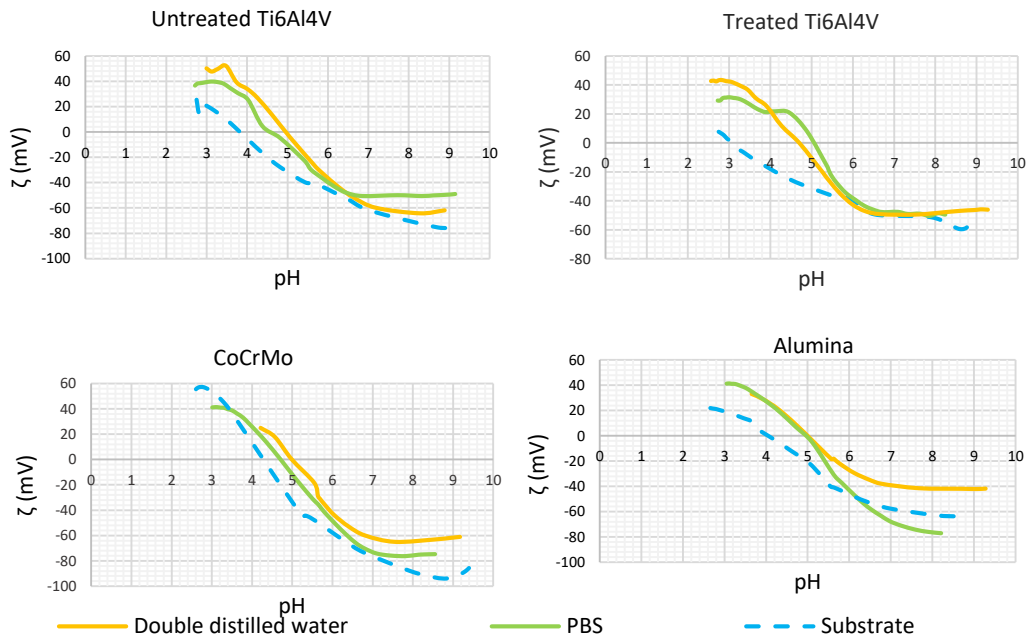 Untreated Ti6Al4V
60
40
20
0
-20
-40
-60
-80
-100
0 1 2 3 4 5 6 7 8 9 10
ζ (mV)
pH
Treated Ti6Al4V
60
40
20
0
-20
-40
-60
-80
0 1 2 3 4 5 6 7 8 9 10
ζ (mV)
pH
CoCrMo
60
40
20
0
-20
-40
-60
-80
-100
0 1 2 3 4 5 6 7 8 9 10
ζ (mV)
pH
Alumina
60
40
20
0
-20
-40
-60
-80
-100
0 1 2 3 4 5 6 7 8 9 10
ζ (mV)
pH
Double distilled water PBS Substrate